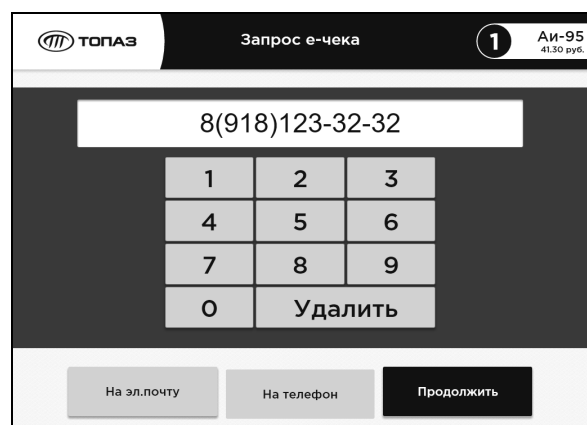 ТОПАЗ
Запрос е-чека
1
Аи-95
41.30 руб.
8(918)123-32-32
1 2 3
4 5 6
7 8 9
0 Удалить
На эл.почту На телефон Продолжить